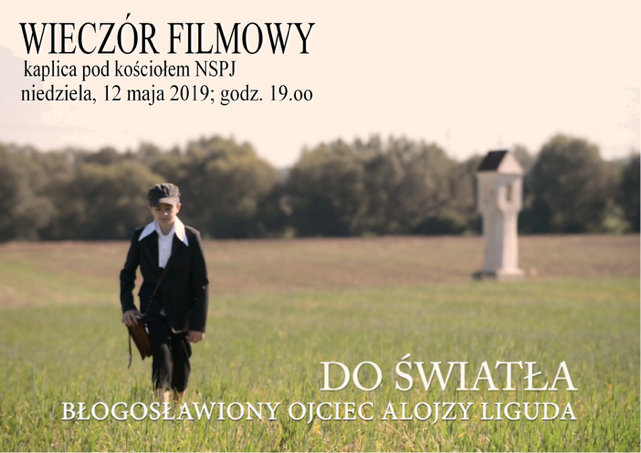 WIECZÓR FILMOWY
kaplica pod kościołem NSPJ
niedziela, 12 maja 2019; godz. 19.oo
DO ŚWIATŁA
BŁOGOSŁAWIONY OJCIEC ALOJZY LIGUDA